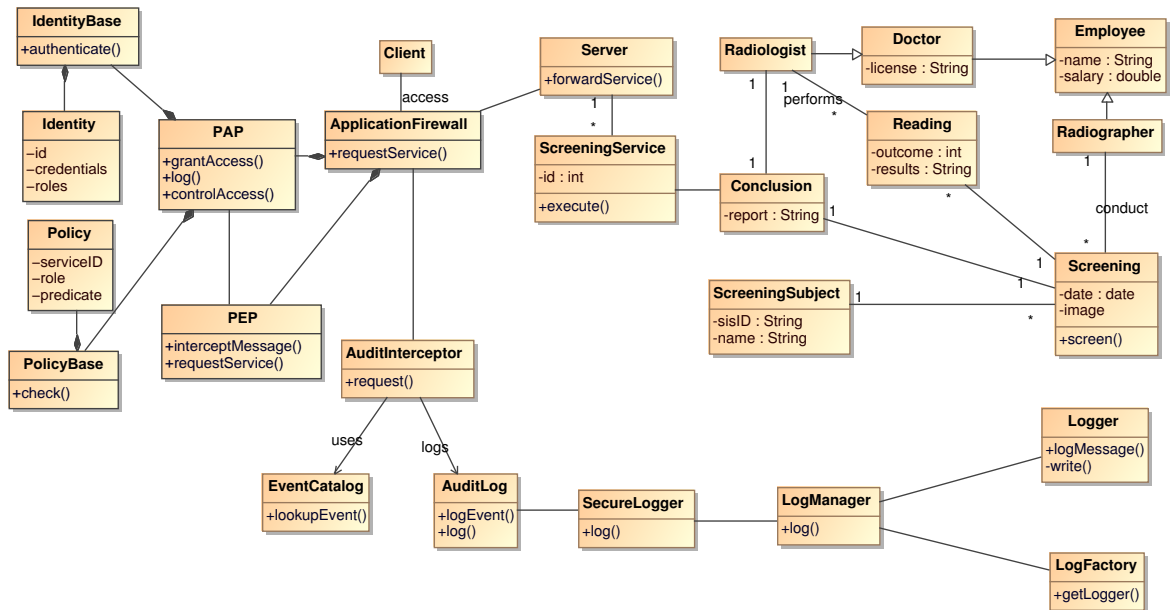 IdentityBase
+authenticate()
Identity
–id
–credentials
–roles
Policy
–serviceID
–role
–predicate
PolicyBase
+check()
PAP
+grantAccess()
+log()
+controlAccess()
PEP
+interceptMessage()
+requestService()
Client
access
ApplicationFirewall
+requestService()
AuditInterceptor
+request()
uses
logs
EventCatalog
+lookupEvent()
AuditLog
+logEvent()
+log()
Server
+forwardService()
1
*
ScreeningService
-id : int
+execute()
Radiologist
1
1
performs
*
1
Doctor
-license : String
Employee
-name : String
-salary : double
Reading
-outcome : int
-results : String
*
1
Radiographer
1
conduct
*
Conclusion
-report : String
1
1
Screening
-date : date
-image
+screen()
ScreeningSubject
-sisID : String
-name : String
1
*
SecureLogger
+log()
LogManager
+log()
Logger
+logMessage()
-write()
LogFactory
+getLogger()